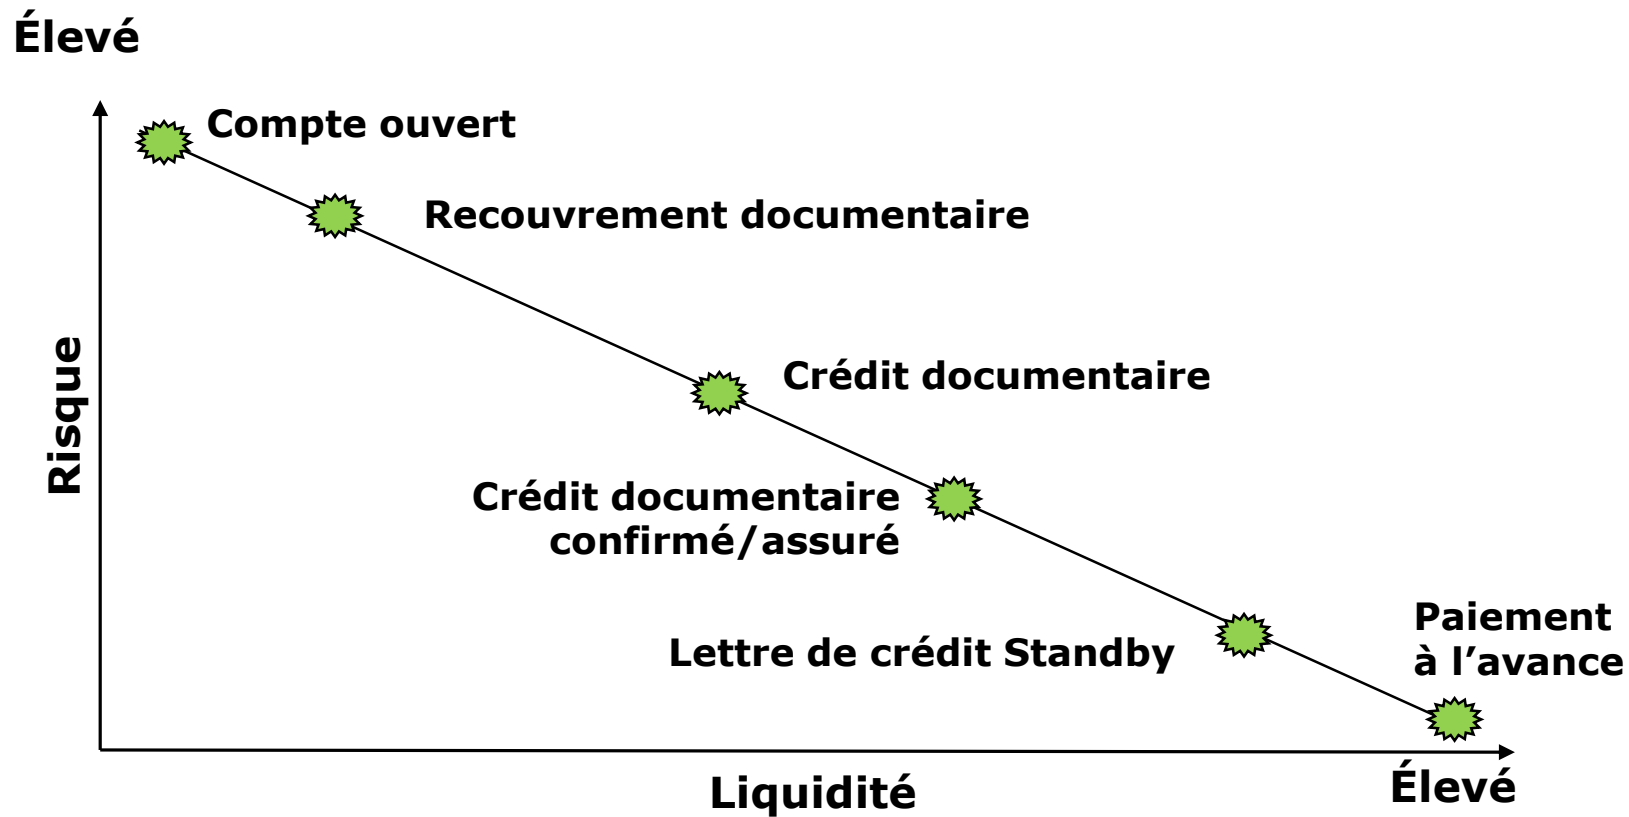 Élevé
Compte ouvert
Recouvrement documentaire
Risque
Crédit documentaire
Crédit documentaire
confirmé/assuré
Lettre de crédit Standby
Paiement
à l’avance
Liquidité
Élevé